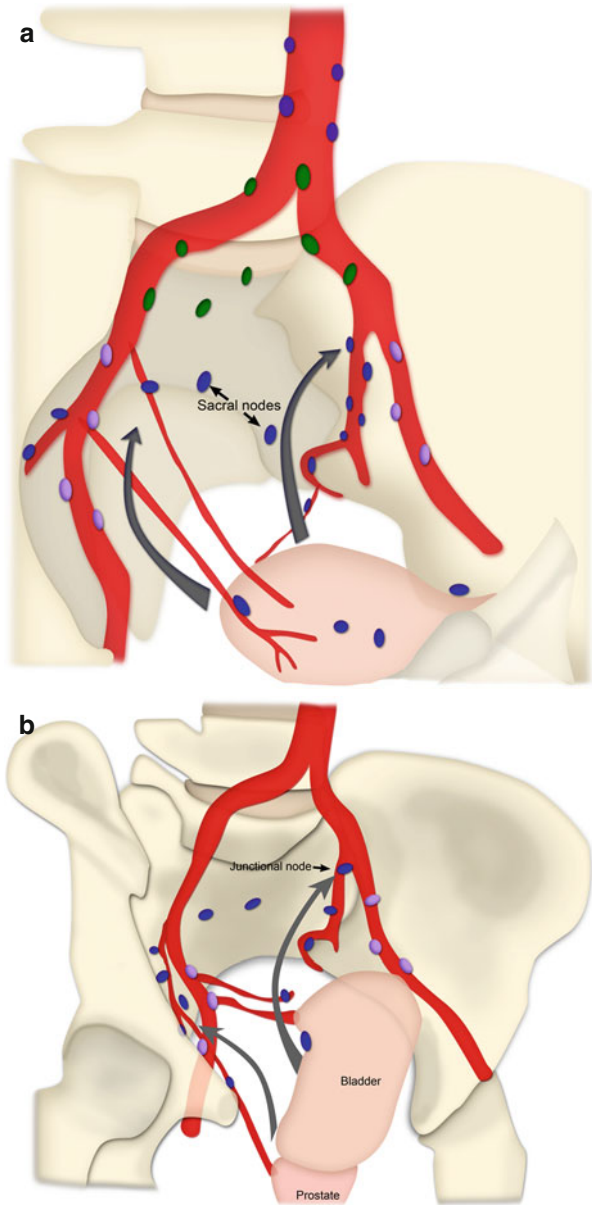 a
Sacral nodes
b
Junctional node
Bladder
Prostate